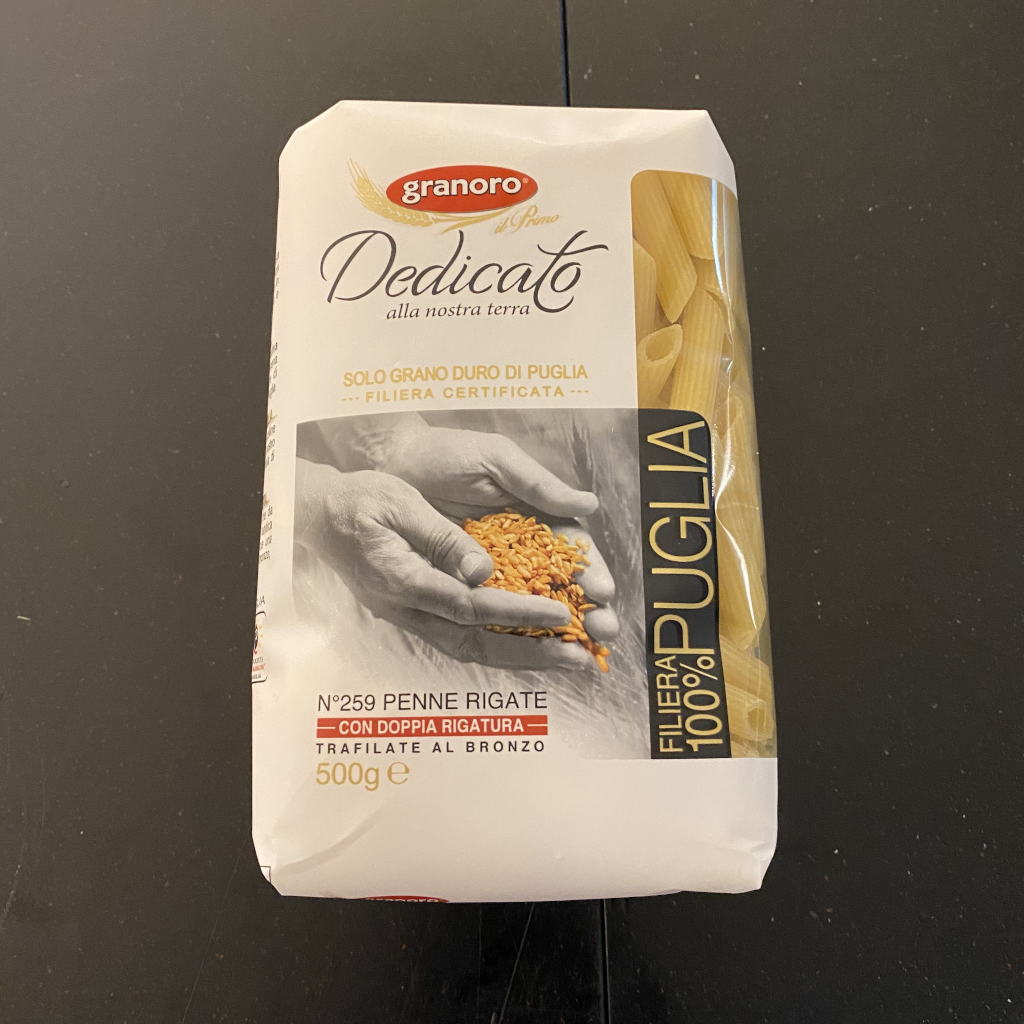 granoro®
il Primo
Dedicato
alla nostra terra
SOLO GRANO DURO DI PUGLIA
--- FILIERA CERTIFICATA ---
FILIERA
100% PUGLIA
N°259 PENNE RIGATE
CON DOPPIA RIGATURA
TRAFILATE AL BRONZO
500g ℮
granoro